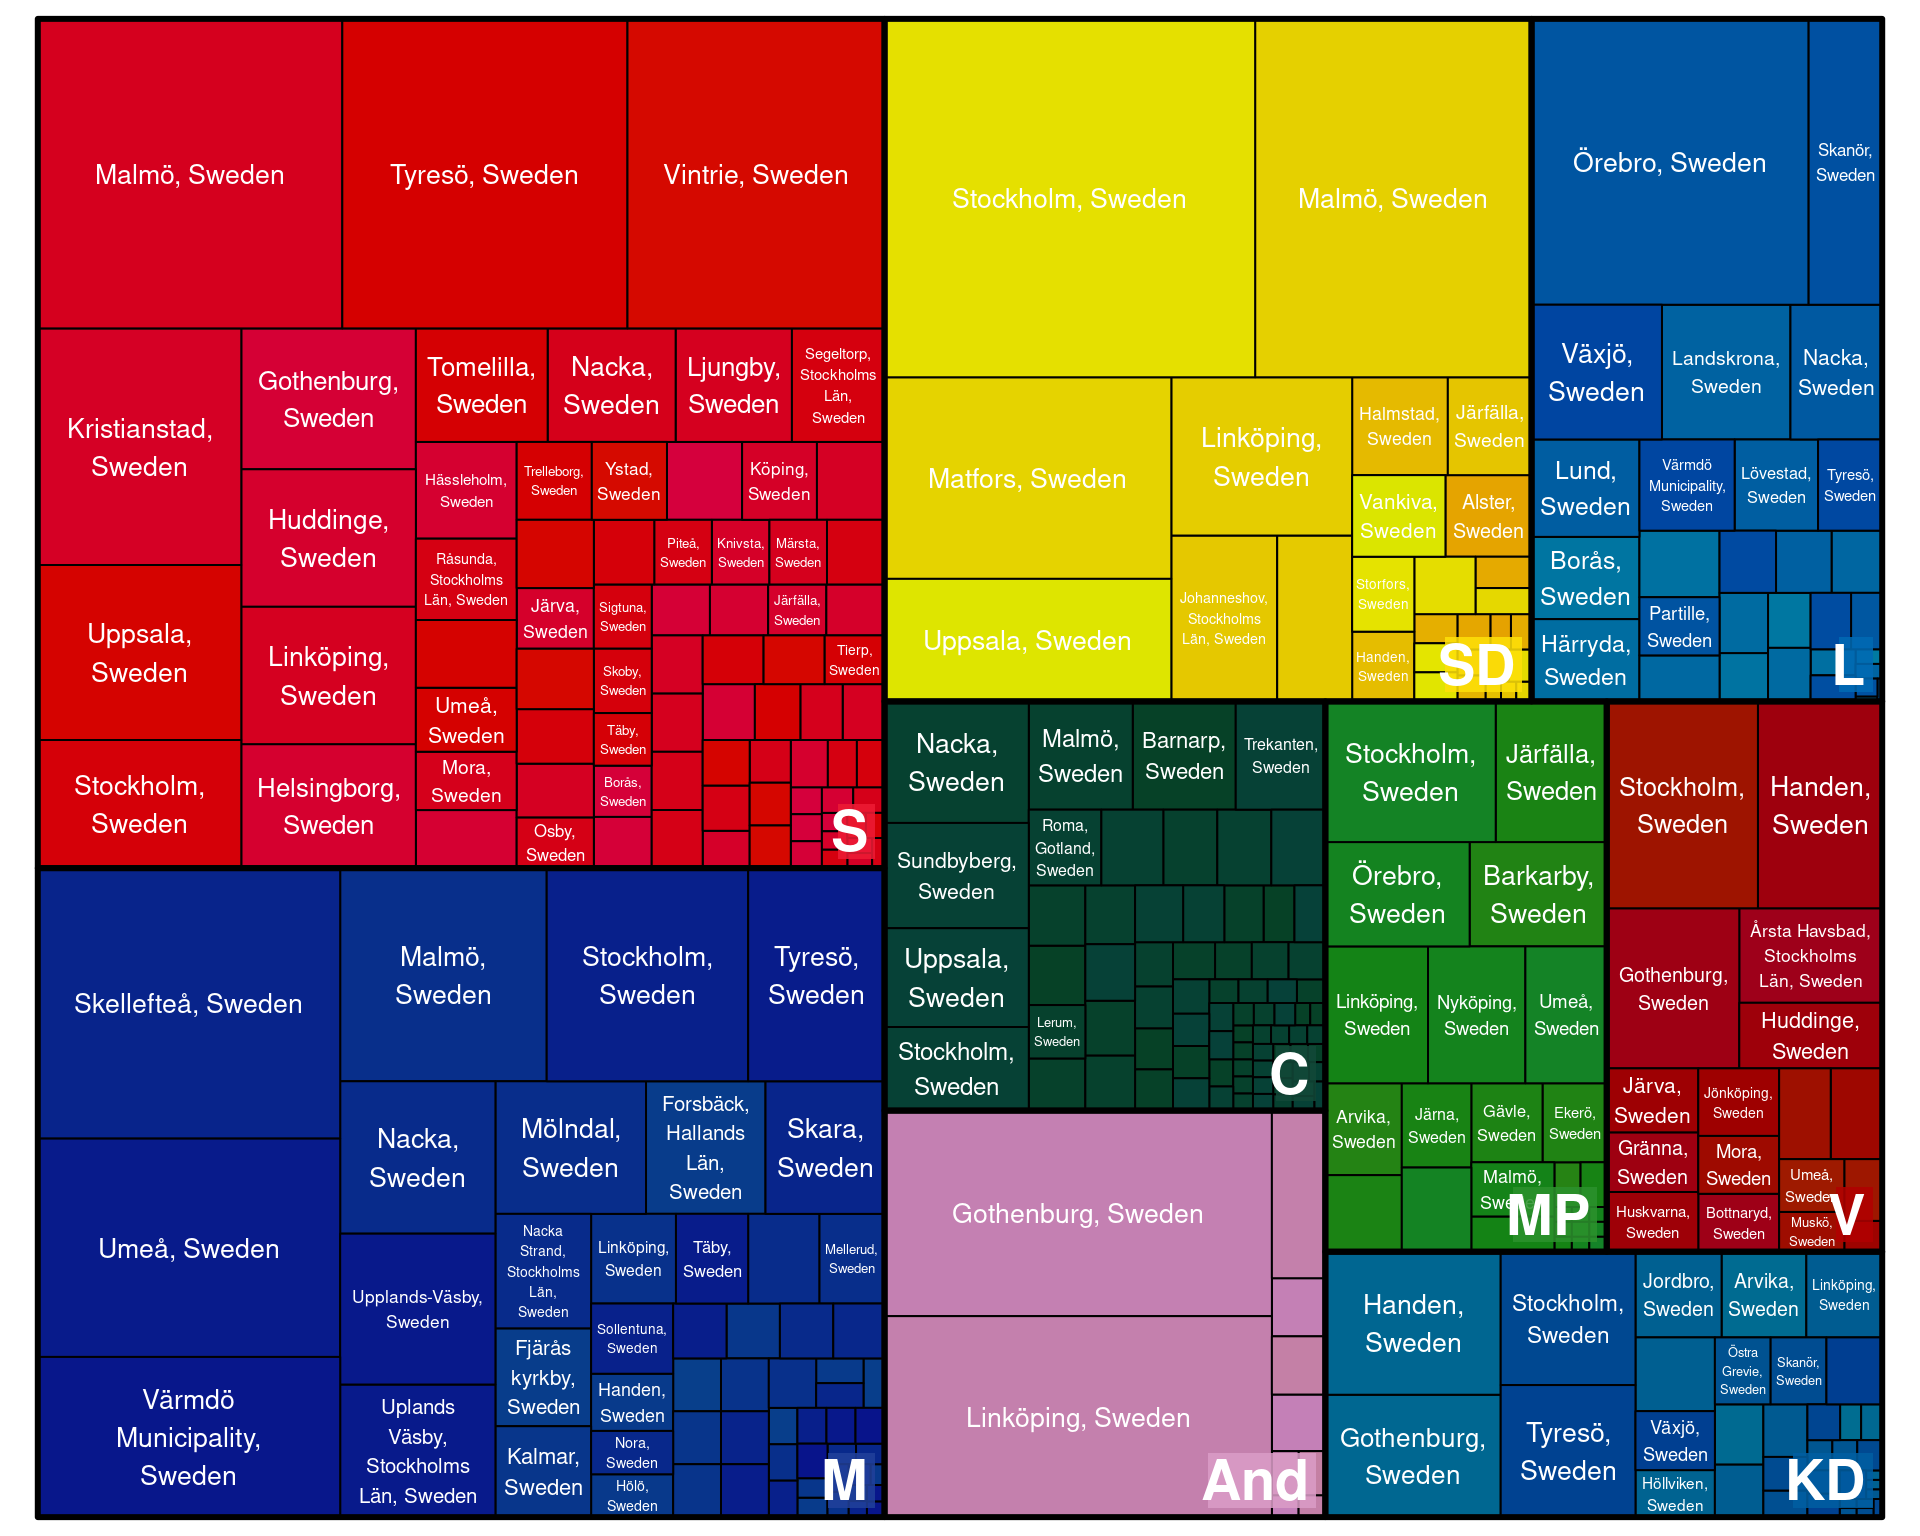 Malmö, Sweden
Tyresö, Sweden
Vintrie, Sweden
Kristianstad,
Sweden
Uppsala,
Sweden
Stockholm,
Sweden
Gothenburg,
Sweden
Huddinge,
Sweden
Linköping,
Sweden
Helsingborg,
Sweden
Tomelilla,
Sweden
Nacka,
Sweden
Ljungby,
Sweden
Segeltorp,
Stockholms
Län,
Sweden
Hässleholm,
Sweden
Råsunda,
Stockholms
Län, Sweden
Umeå,
Sweden
Mora,
Sweden
Trelleborg,
Sweden
Ystad,
Sweden
Köping,
Sweden
Piteå,
Sweden
Knivsta,
Sweden
Märsta,
Sweden
Järva,
Sweden
Sigtuna,
Sweden
Järfälla,
Sweden
Skoby,
Sweden
Tierp,
Sweden
Täby,
Sweden
Borås,
Sweden
Osby,
Sweden
S
Stockholm, Sweden
Malmö, Sweden
Matfors, Sweden
Uppsala, Sweden
Linköping,
Sweden
Johanneshov,
Stockholms
Län, Sweden
Halmstad,
Sweden
Järfälla,
Sweden
Vankiva,
Sweden
Alster,
Sweden
Storfors,
Sweden
Handen,
Sweden
SD
Örebro, Sweden
Skanör,
Sweden
Växjö,
Sweden
Landskrona,
Sweden
Nacka,
Sweden
Lund,
Sweden
Borås,
Sweden
Härryda,
Sweden
Värmdö
Municipality,
Sweden
Lövestad,
Sweden
Tyresö,
Sweden
Partille,
Sweden
L
Skellefteå, Sweden
Umeå, Sweden
Värmdö
Municipality,
Sweden
Malmö,
Sweden
Stockholm,
Sweden
Tyresö,
Sweden
Nacka,
Sweden
Upplands-Väsby,
Sweden
Uplands
Väsby,
Stockholms
Län, Sweden
Mölndal,
Sweden
Forsbäck,
Hallands
Län,
Sweden
Skara,
Sweden
Nacka
Strand,
Stockholms
Län,
Sweden
Fjärås
kyrkby,
Sweden
Kalmar,
Sweden
Linköping,
Sweden
Täby,
Sweden
Mellerud,
Sweden
Sollentuna,
Sweden
Handen,
Sweden
Nora,
Sweden
Hölö,
Sweden
M
Nacka,
Sweden
Sundbyberg,
Sweden
Uppsala,
Sweden
Stockholm,
Sweden
Malmö,
Sweden
Barnarp,
Sweden
Trekanten,
Sweden
Roma,
Gotland,
Sweden
Lerum,
Sweden
C
Gothenburg, Sweden
Linköping, Sweden
And
Stockholm,
Sweden
Järfälla,
Sweden
Örebro,
Sweden
Barkarby,
Sweden
Linköping,
Sweden
Nyköping,
Sweden
Umeå,
Sweden
Arvika,
Sweden
Järna,
Sweden
Gävle,
Sweden
Ekerö,
Sweden
Malmö,
Sweden
MP
Stockholm,
Sweden
Handen,
Sweden
Gothenburg,
Sweden
Årsta Havsbad,
Stockholms
Län, Sweden
Huddinge,
Sweden
Järva,
Sweden
Gränna,
Sweden
Huskvarna,
Sweden
Jönköping,
Sweden
Mora,
Sweden
Bottnaryd,
Sweden
Umeå,
Sweden
Muskö,
Sweden
V
Handen,
Sweden
Gothenburg,
Sweden
Stockholm,
Sweden
Tyresö,
Sweden
Jordbro,
Sweden
Arvika,
Sweden
Linköping,
Sweden
Östra
Grevie,
Sweden
Skanör,
Sweden
Växjö,
Sweden
Höllviken,
Sweden
KD